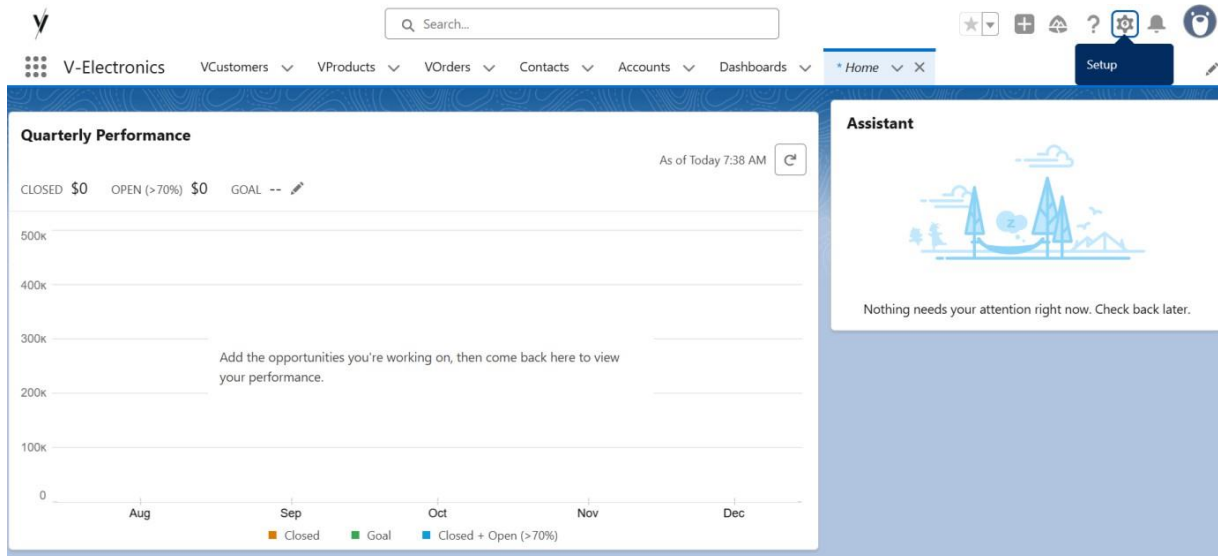 Search...
V-Electronics VCustomers VProducts VOrders Contacts Accounts Dashboards * Home
Setup
Quarterly Performance
As of Today 7:38 AM
CLOSED $0 OPEN (>70%) $0 GOAL --
500K
400K
300K
200K
100K
0
Add the opportunities you're working on, then come back here to view
your performance.
Aug Sep Oct Nov Dec
Closed Goal Closed + Open (>70%)
Assistant
z
Nothing needs your attention right now. Check back later.